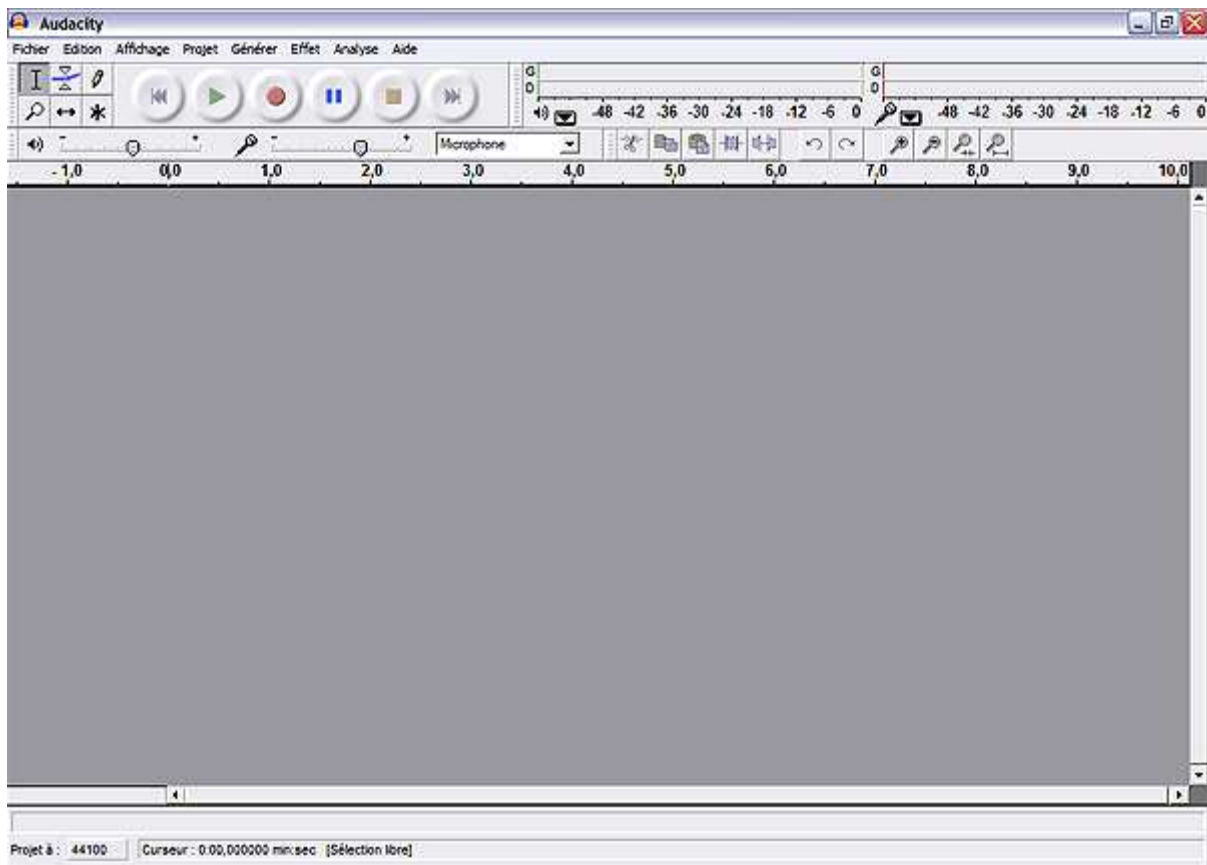 Audacity
Fichier Edition Affichage Projet Générer Effet Analyse Aide
G
D
-48 -42 -36 -30 -24 -18 -12 -6 0
G
D
-48 -42 -36 -30 -24 -18 -12 -6 0
- + - + Microphone
- 1,0 0,0 1,0 2,0 3,0 4,0 5,0 6,0 7,0 8,0 9,0 10,0
Projet à : 44100 Curseur : 0:00,000000 min:sec [Sélection libre]